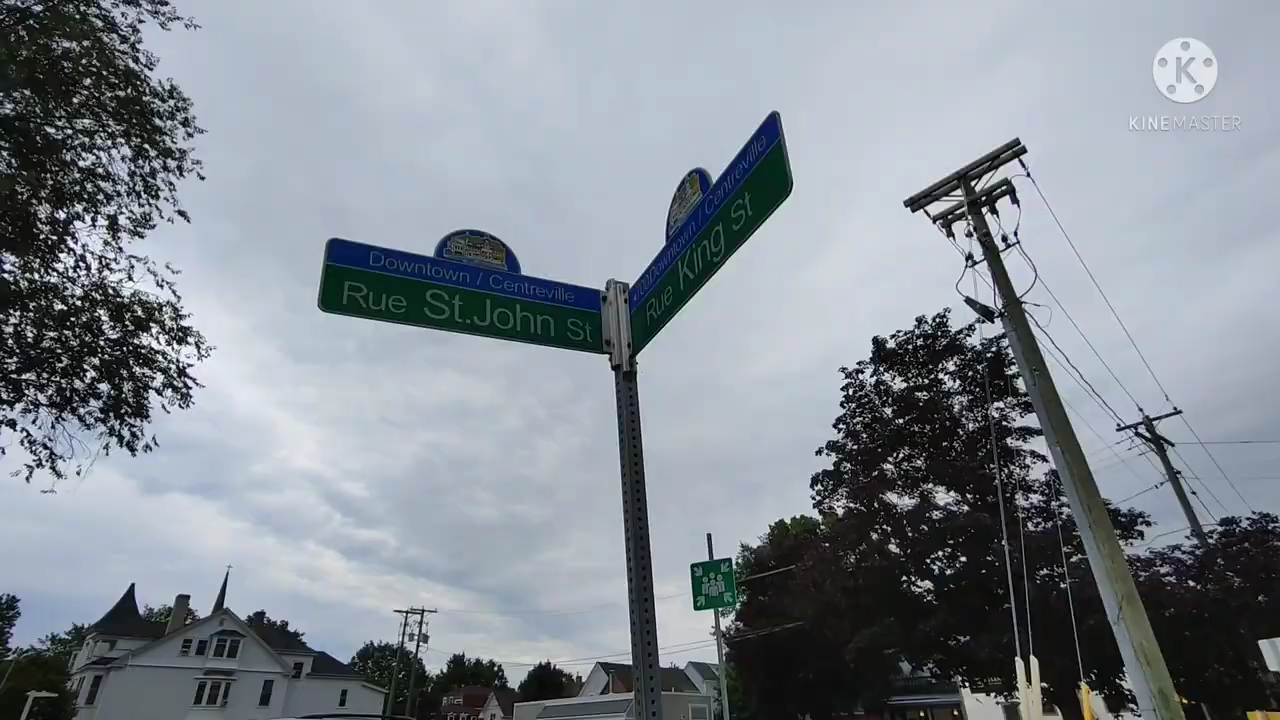 K
KINEMASTER
Downtown / Centreville
Rue St.John St
Downtown / Centreville
Rue King St